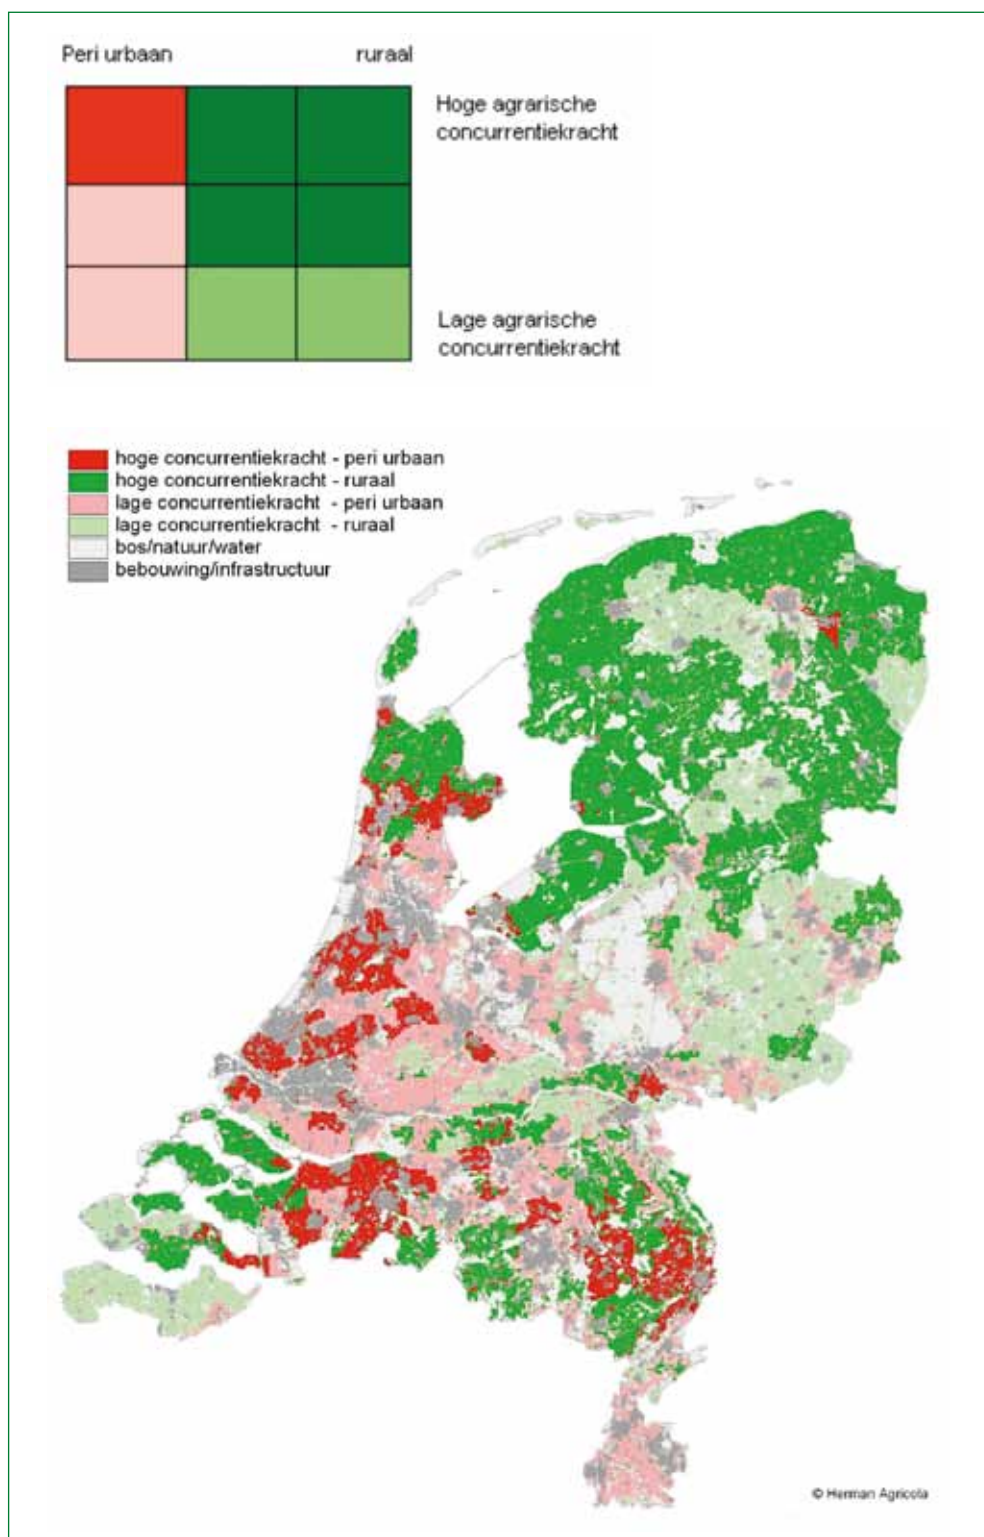 Peri urbaan ruraal
Hoge agrarische
concurrentiekracht
Lage agrarische
concurrentiekracht
hoge concurrentiekracht - peri urbaan
hoge concurrentiekracht - ruraal
lage concurrentiekracht - peri urbaan
lage concurrentiekracht - ruraal
bos/natuur/water
bebouwing/infrastructuur
© Herman Agricola